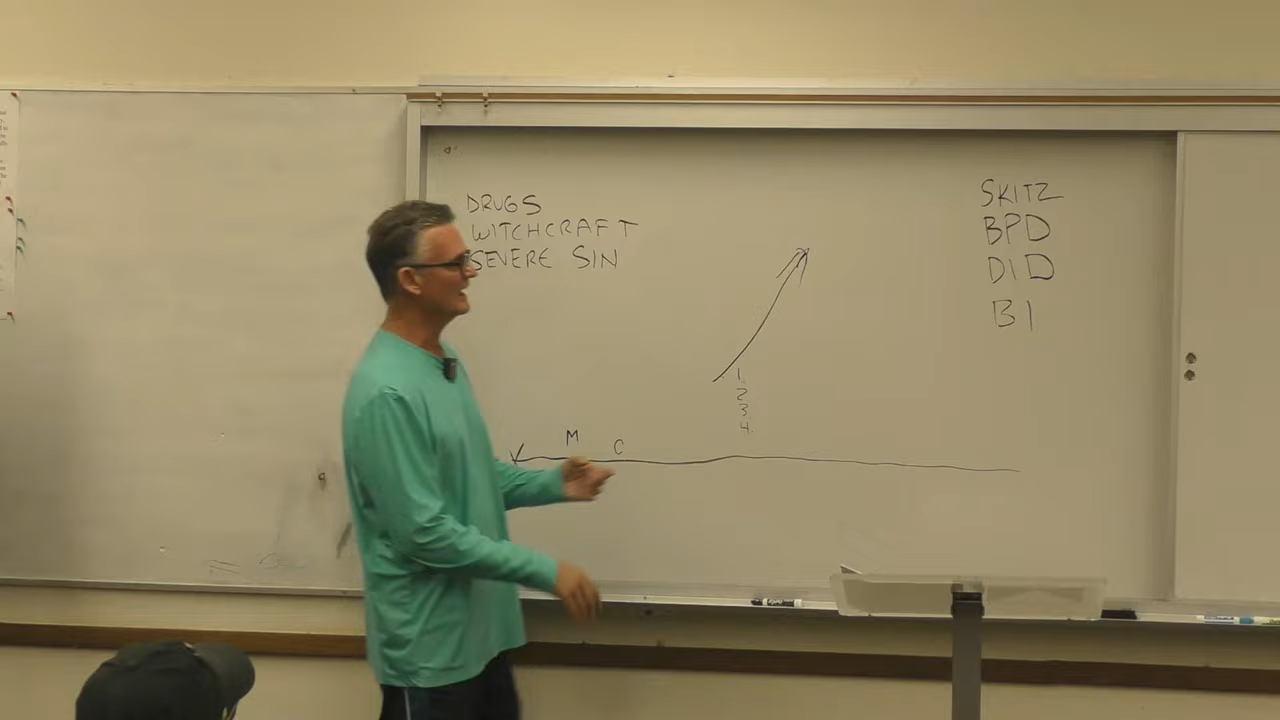 DRUGS
WITCHCRAFT
SEVERE SIN
SKITZ
BPD
DID
BI
1.
2.
3.
4.
M C